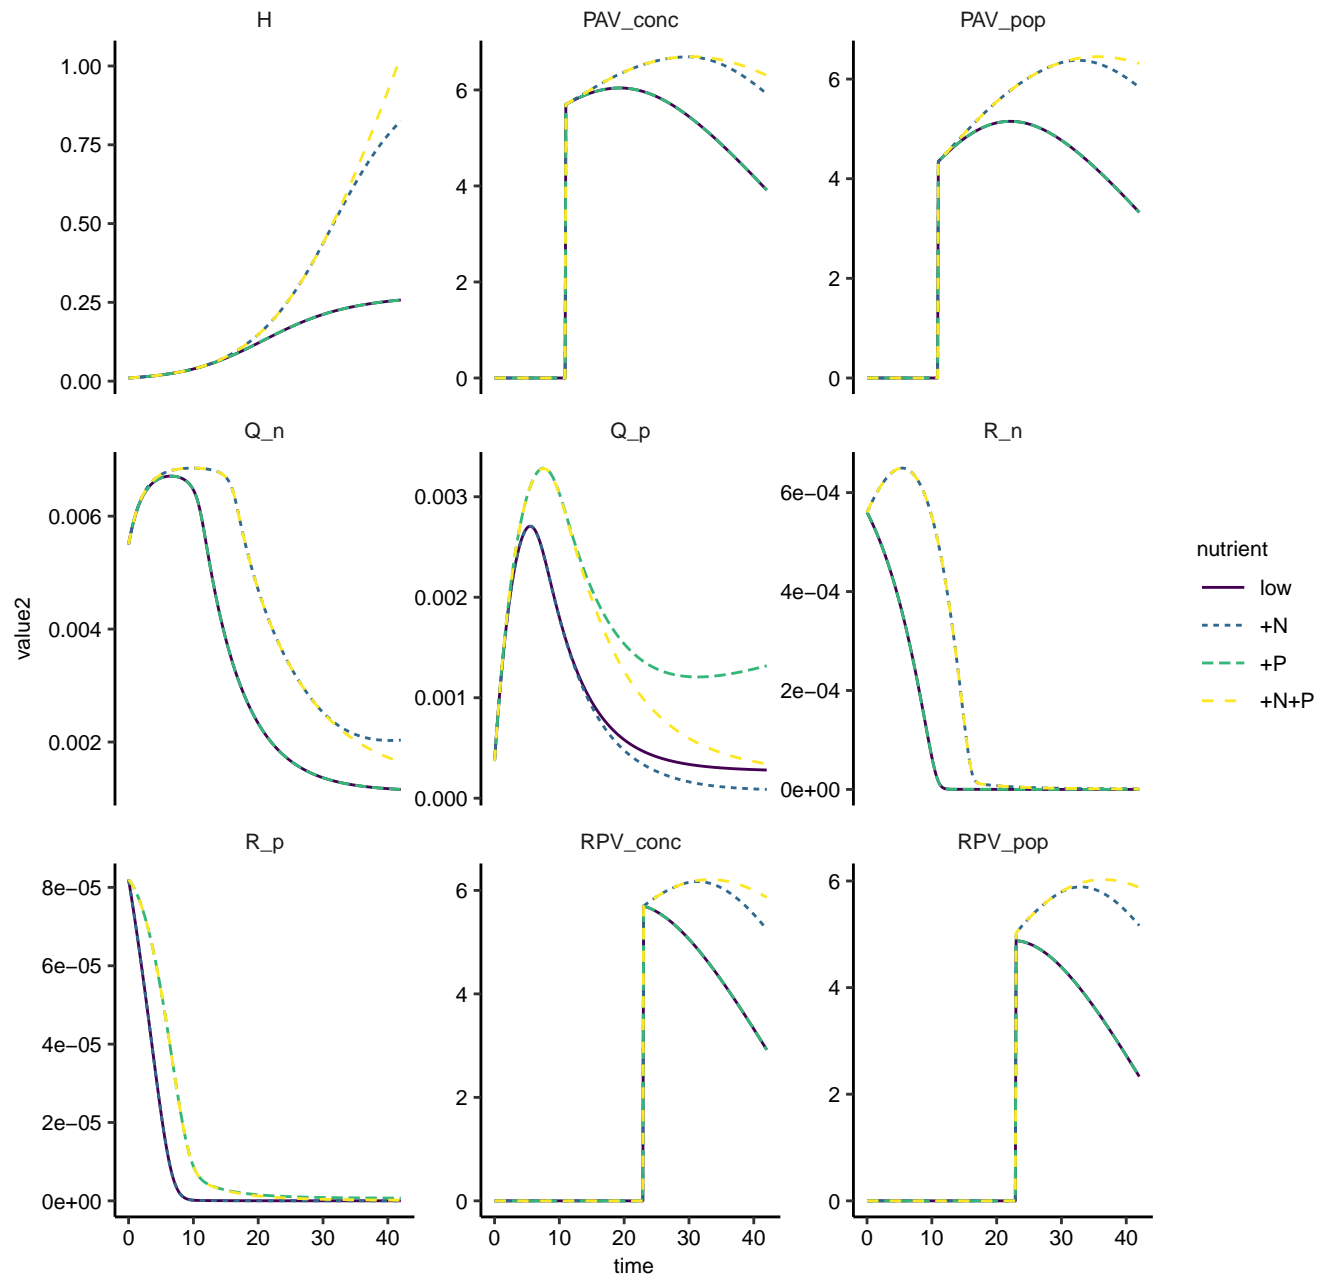 H
PAV_conc
PAV_pop
1.00
0.75
0.50
0.25
0.00
6
4
2
0
6
4
2
0
Q_n
Q_p
R_n
0.006
0.004
0.002
0.003
0.002
0.001
0.000
6e−04
4e−04
2e−04
0e+00
R_p
RPV_conc
RPV_pop
8e−05
6e−05
4e−05
2e−05
0e+00
6
4
2
0
6
4
2
0
0 10 20 30 40
0 10 20 30 40
0 10 20 30 40
time
value2
nutrient
low
+N
+P
+N+P